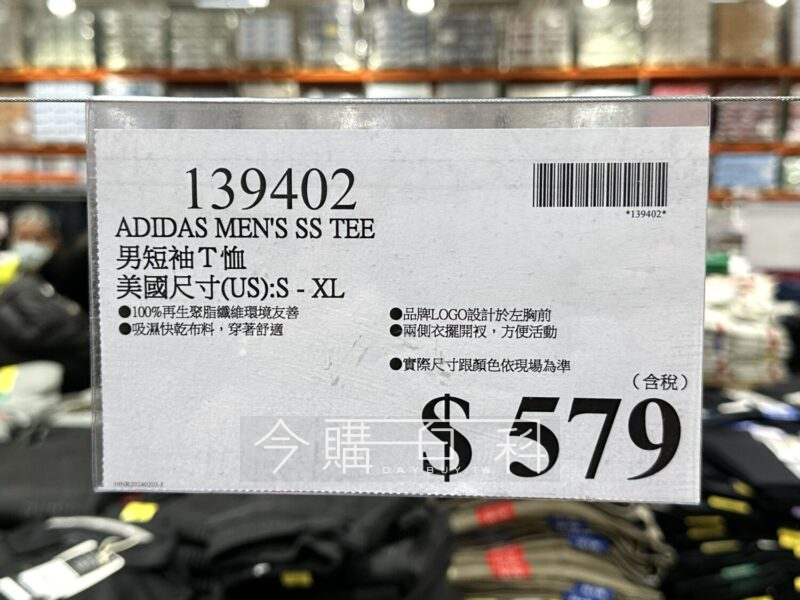 139402
*139402*
ADIDAS MEN'S SS TEE
男短袖T恤
美國尺寸(US):S - XL
●100%再生聚脂纖維環境友善
●吸濕快乾布料，穿著舒適
●品牌LOGO設計於左胸前
●兩側衣擺開衩，方便活動
●實際尺寸跟顏色依現場為準
（含稅）
$ 579
今購百科
TODAYBUY.TW